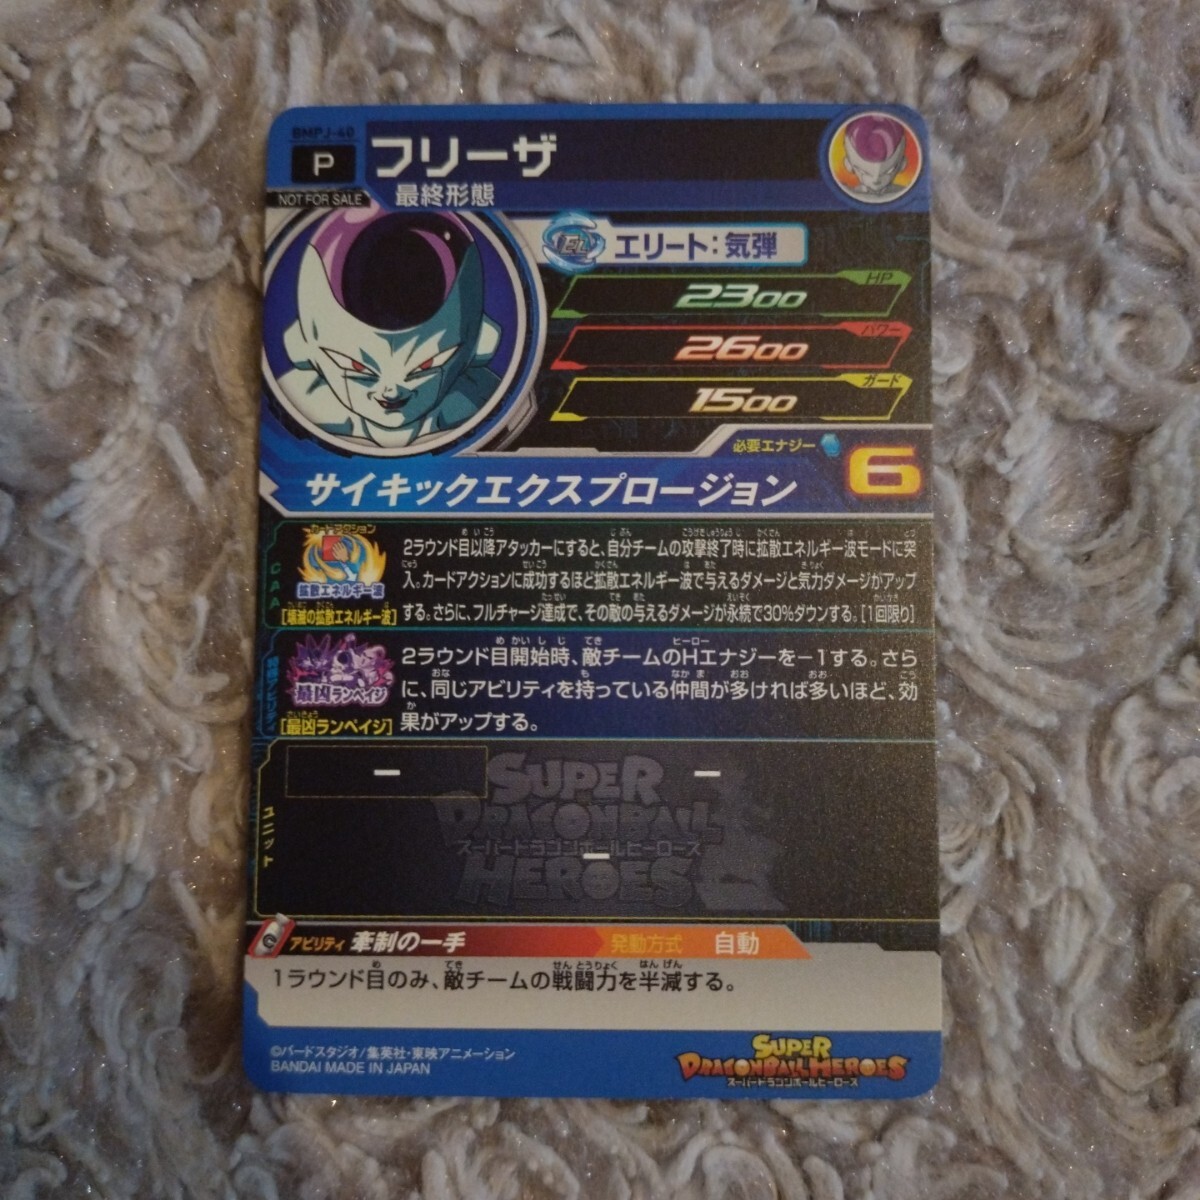 BMPJ-40
P
フリーザ
NOT FOR SALE
最終形態
エリート：気弾
HP
2300
パワー
2600
ガード
1500
必要エナジー
6
サイキックエクスプロージョン
CAA
カードアクション
拡散エネルギー波
[壊滅の拡散エネルギー波]
2ラウンド目以降アタッカーにすると、自分チームの攻撃終了時に拡散エネルギー波モードに突
入。カードアクションに成功するほど拡散エネルギー波で与えるダメージと気力ダメージがアップ
する。さらに、フルチャージ達成で、その敵の与えるダメージが永続で30%ダウンする。[1回限り]
最凶ランペイジ
[最凶ランペイジ]
2ラウンド目開始時、敵チームのHエナジーを−1する。さら
に、同じアビリティを持っている仲間が多ければ多いほど、効
果がアップする。
ユニット
−
−
−
SUPER
DRAGONBALL
スーパードラゴンボールヒーローズ
HEROES
アビリティ 牽制の一手 発動方式 自動
1ラウンド目のみ、敵チームの戦闘力を半減する。
©バードスタジオ/集英社・東映アニメーション
BANDAI MADE IN JAPAN
SUPER
DRAGONBALL HEROES
スーパードラゴンボールヒーローズ